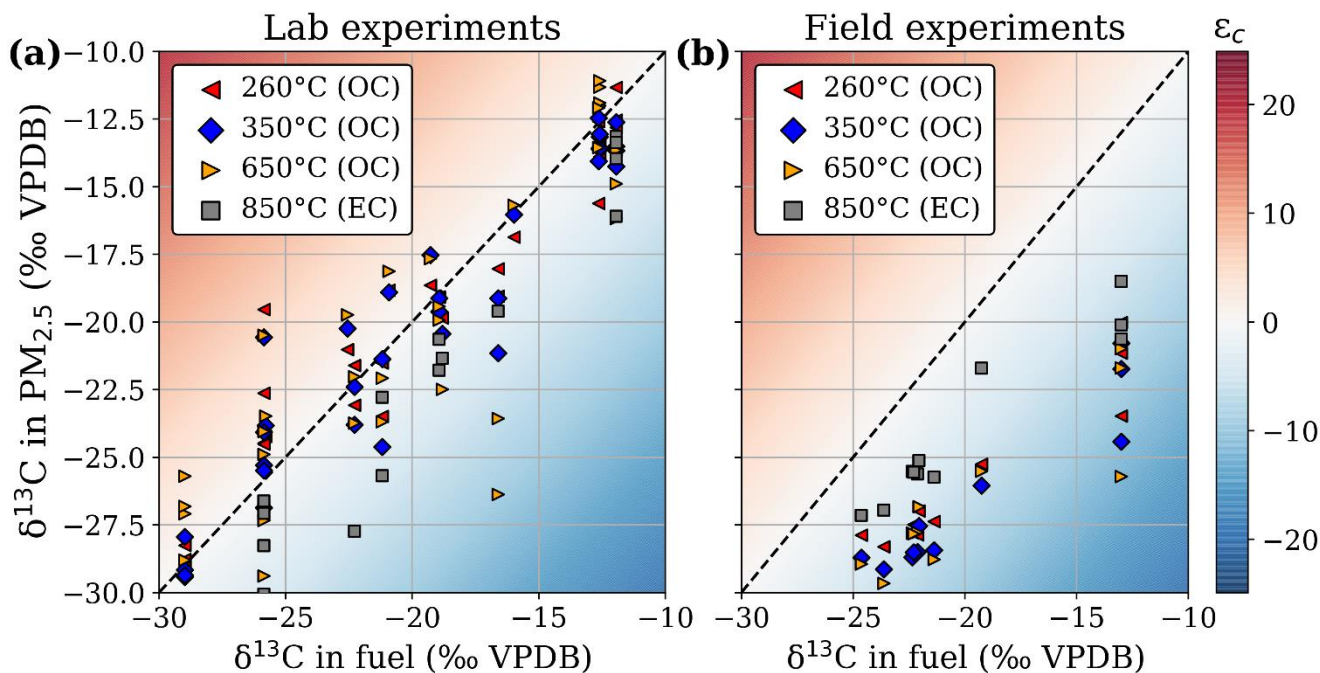 Lab experiments
Field experiments
εc
(a)
(b)
−10.0
−12.5
−15.0
−17.5
−20.0
−22.5
−25.0
−27.5
−30.0
δ¹³C in PM₂.₅ (‰ VPDB)
260°C (OC)
350°C (OC)
650°C (OC)
850°C (EC)
260°C (OC)
350°C (OC)
650°C (OC)
850°C (EC)
20
10
0
−10
−20
−30
−25
−20
−15
−10
−30
−25
−20
−15
−10
δ¹³C in fuel (‰ VPDB)
δ¹³C in fuel (‰ VPDB)